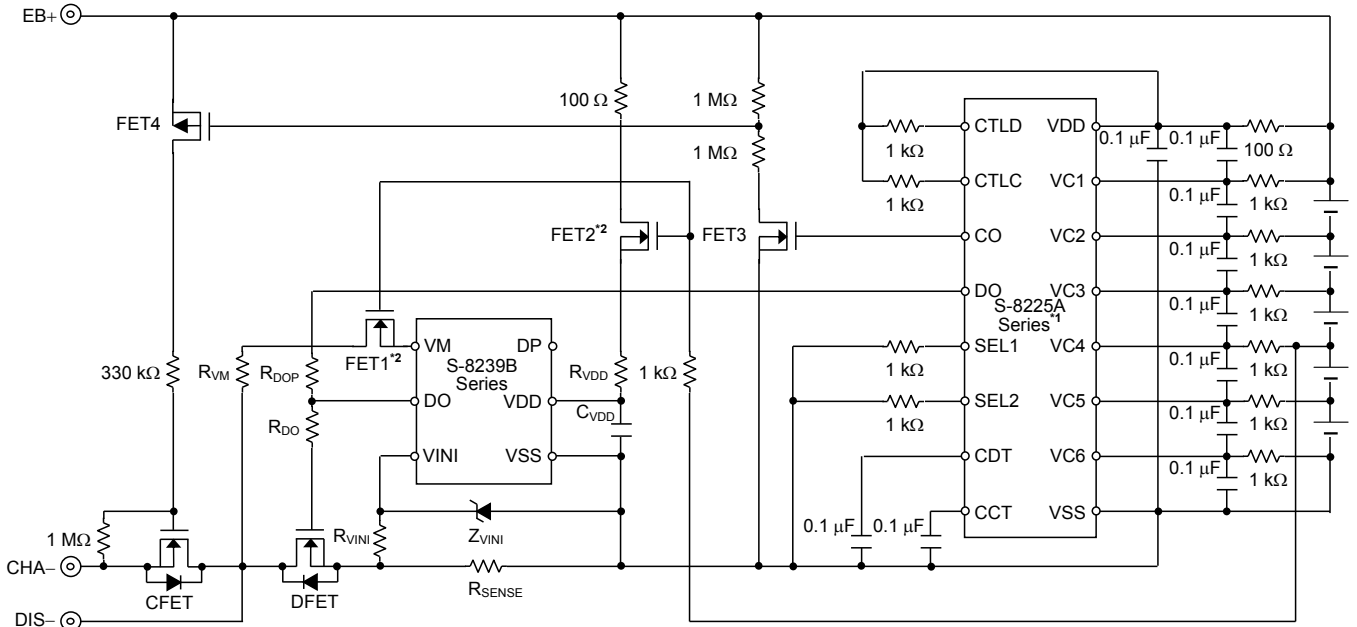 EB+
FET4
100 Ω
1 MΩ
1 MΩ
FET2*2
FET3
FET1*2
330 kΩ
RVM
RDOP
RDO
VM
DP
S-8239B
Series
DO
VDD
VINI
VSS
RVDD
CVDD
1 kΩ
RVINI
ZVINI
RSENSE
1 MΩ
CHA−
CFET
DFET
DIS−
1 kΩ
1 kΩ
1 kΩ
1 kΩ
0.1 μF
0.1 μF
CTLD
CTLC
CO
DO
S-8225A
Series*1
SEL1
SEL2
CDT
CCT
VDD
VC1
VC2
VC3
VC4
VC5
VC6
VSS
0.1 μF
0.1 μF
100 Ω
0.1 μF
1 kΩ
0.1 μF
1 kΩ
0.1 μF
1 kΩ
0.1 μF
1 kΩ
0.1 μF
1 kΩ
0.1 μF
1 kΩ